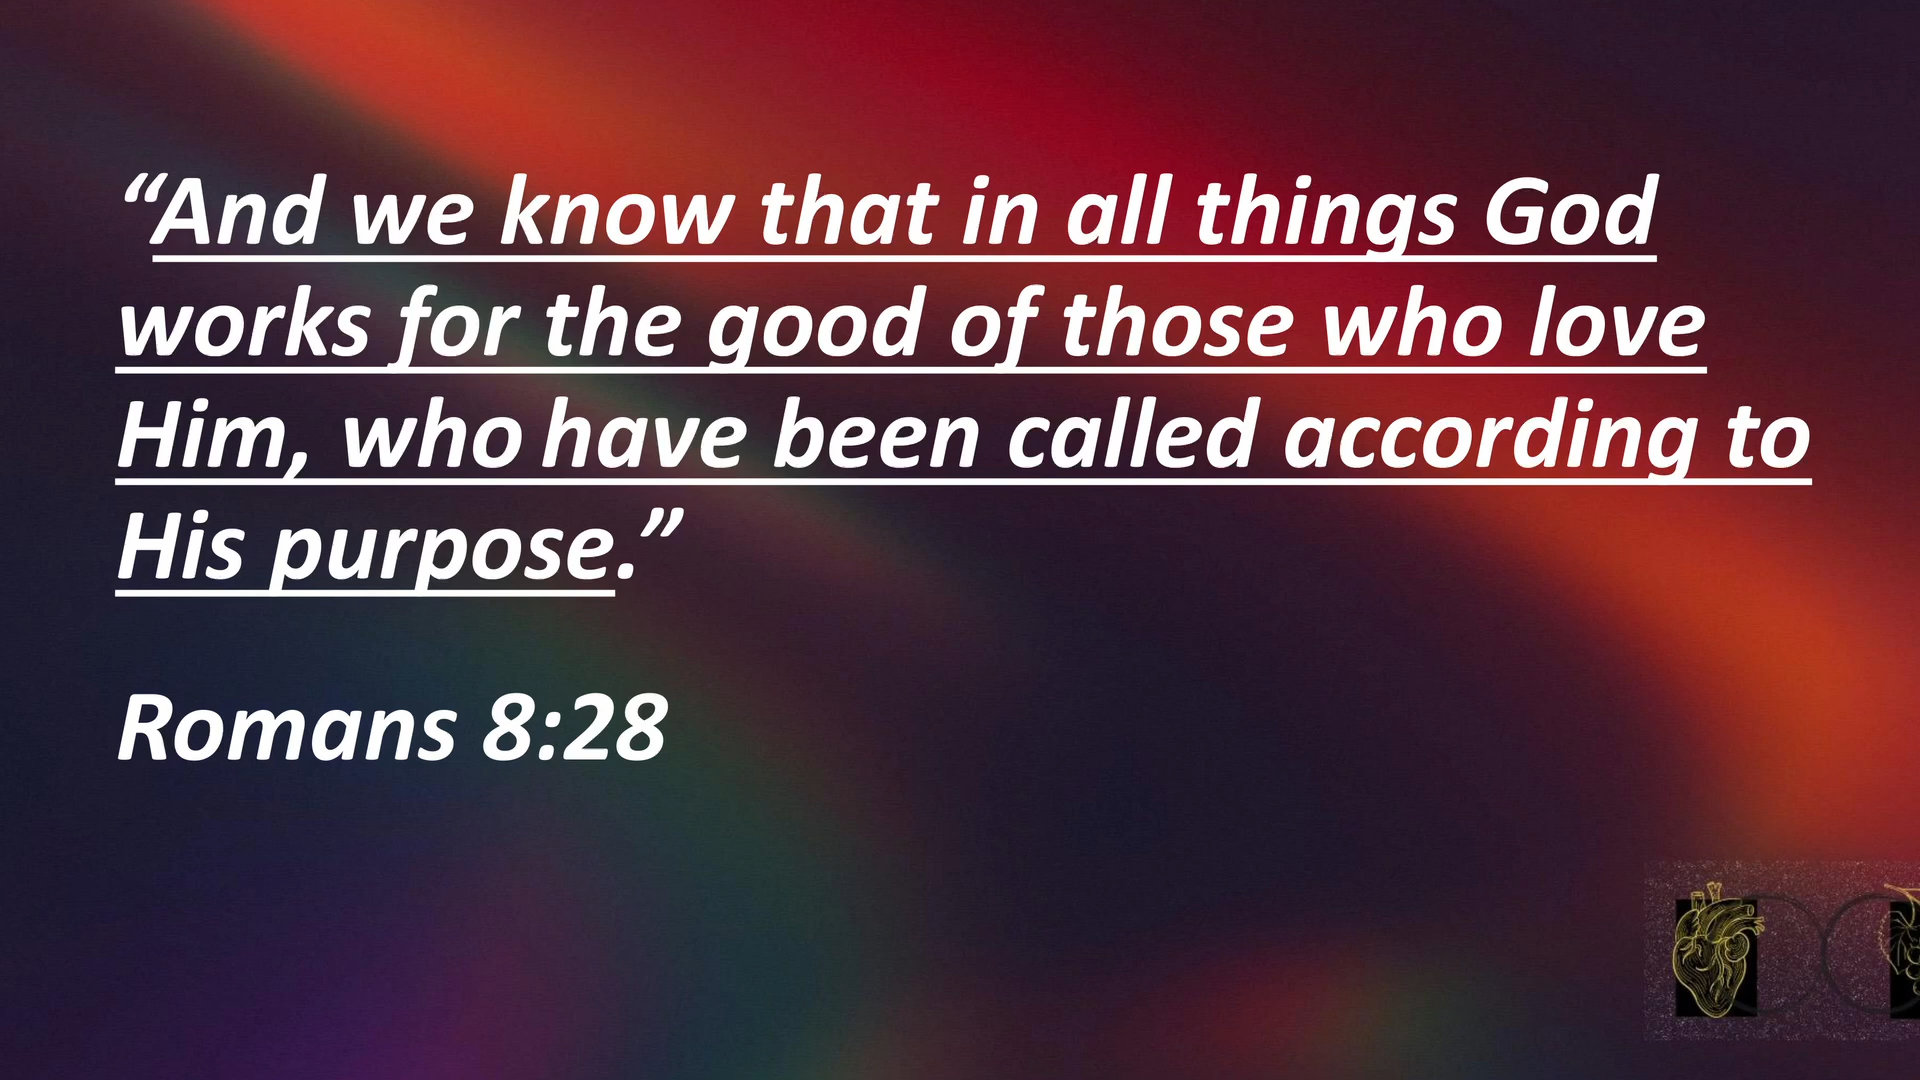 “And we know that in all things God
works for the good of those who love
Him, who have been called according to
His purpose.”
Romans 8:28